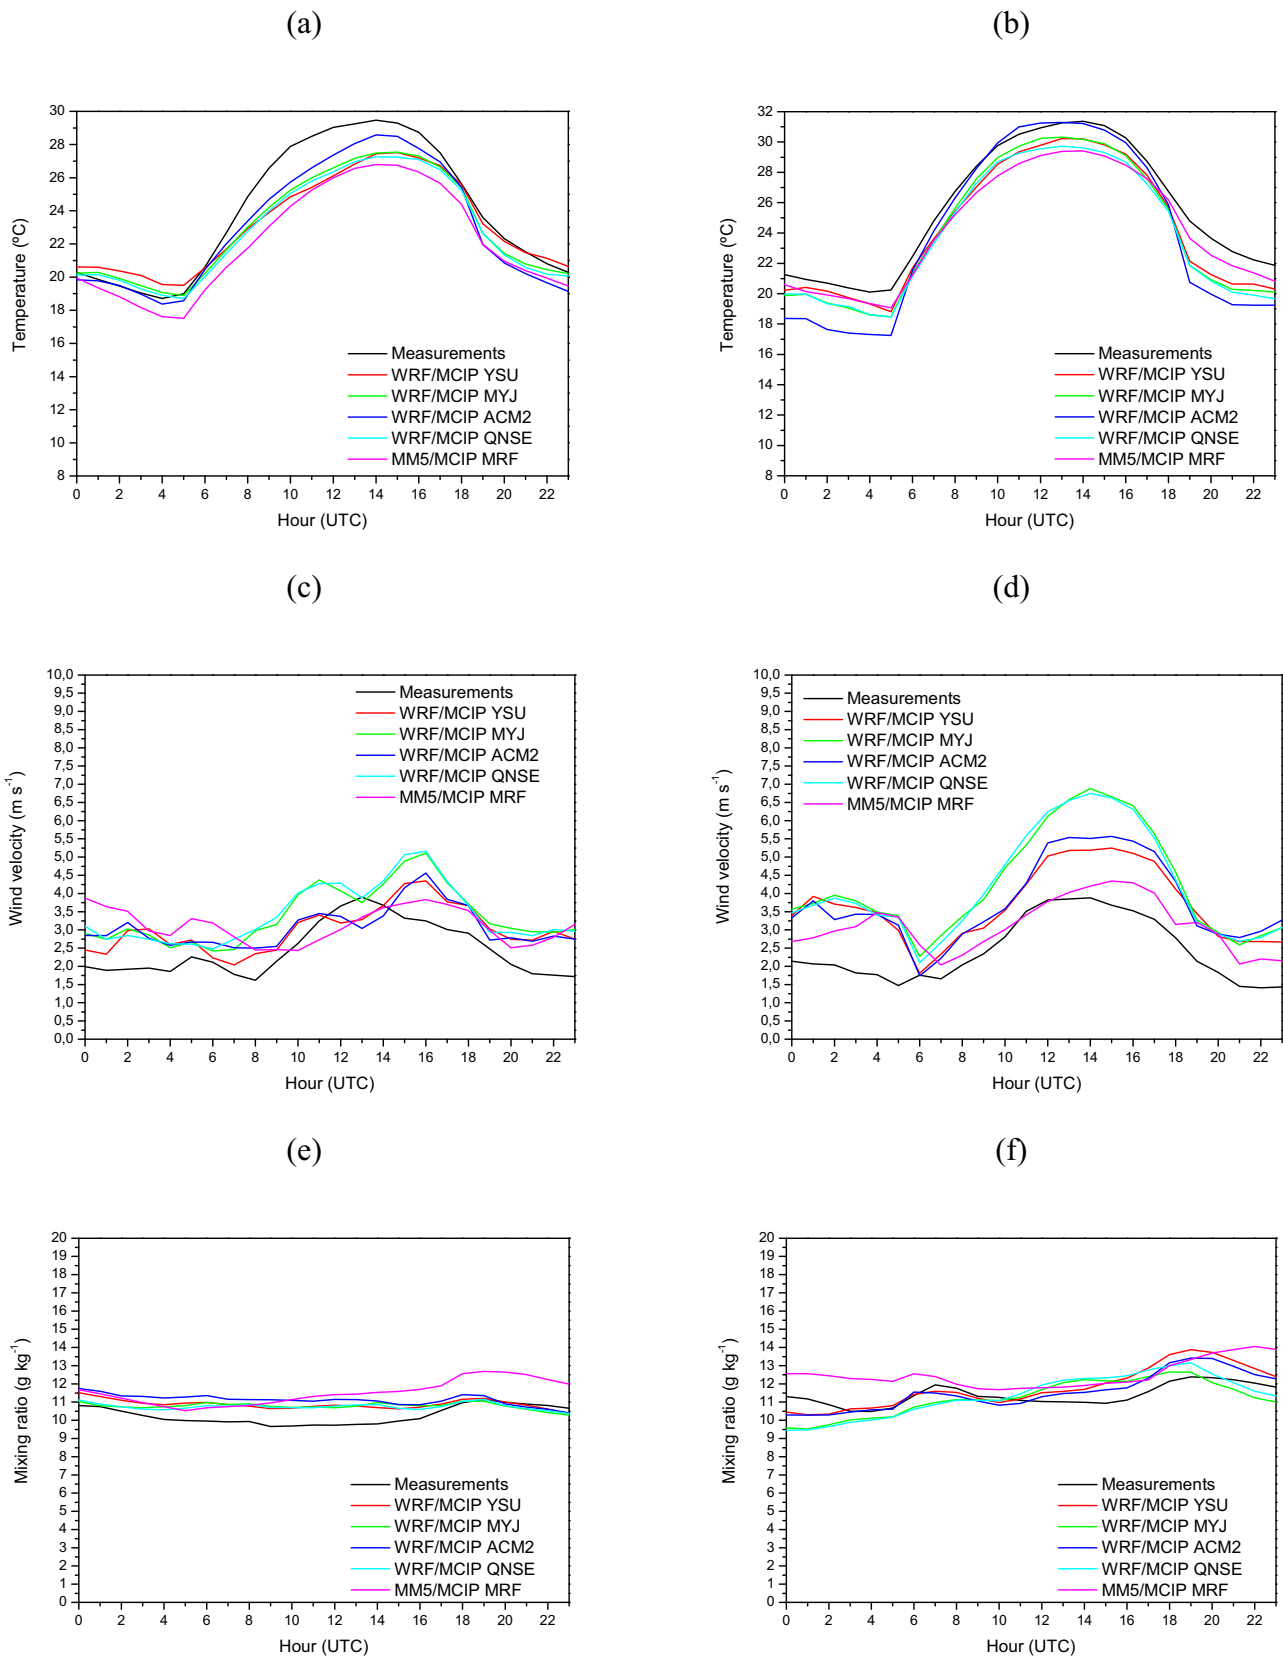 (a)
30
28
26
24
22
20
18
16
14
12
10
8
Temperature (ºC)
Measurements
WRF/MCIP YSU
WRF/MCIP MYJ
WRF/MCIP ACM2
WRF/MCIP QNSE
MM5/MCIP MRF
0 2 4 6 8 10 12 14 16 18 20 22
Hour (UTC)
(b)
32
30
28
26
24
22
20
18
16
14
12
10
8
Temperature (ºC)
Measurements
WRF/MCIP YSU
WRF/MCIP MYJ
WRF/MCIP ACM2
WRF/MCIP QNSE
MM5/MCIP MRF
0 2 4 6 8 10 12 14 16 18 20 22
Hour (UTC)
(c)
10,0
9,5
9,0
8,5
8,0
7,5
7,0
6,5
6,0
5,5
5,0
4,5
4,0
3,5
3,0
2,5
2,0
1,5
1,0
0,5
0,0
Wind velocity (m s⁻¹)
Measurements
WRF/MCIP YSU
WRF/MCIP MYJ
WRF/MCIP ACM2
WRF/MCIP QNSE
MM5/MCIP MRF
0 2 4 6 8 10 12 14 16 18 20 22
Hour (UTC)
(d)
10,0
9,5
9,0
8,5
8,0
7,5
7,0
6,5
6,0
5,5
5,0
4,5
4,0
3,5
3,0
2,5
2,0
1,5
1,0
0,5
0,0
Wind velocity (m s⁻¹)
Measurements
WRF/MCIP YSU
WRF/MCIP MYJ
WRF/MCIP ACM2
WRF/MCIP QNSE
MM5/MCIP MRF
0 2 4 6 8 10 12 14 16 18 20 22
Hour (UTC)
(e)
20
19
18
17
16
15
14
13
12
11
10
9
8
7
6
5
4
3
2
1
0
Mixing ratio (g kg⁻¹)
Measurements
WRF/MCIP YSU
WRF/MCIP MYJ
WRF/MCIP ACM2
WRF/MCIP QNSE
MM5/MCIP MRF
0 2 4 6 8 10 12 14 16 18 20 22
Hour (UTC)
(f)
20
19
18
17
16
15
14
13
12
11
10
9
8
7
6
5
4
3
2
1
0
Mixing ratio (g kg⁻¹)
Measurements
WRF/MCIP YSU
WRF/MCIP MYJ
WRF/MCIP ACM2
WRF/MCIP QNSE
MM5/MCIP MRF
0 2 4 6 8 10 12 14 16 18 20 22
Hour (UTC)